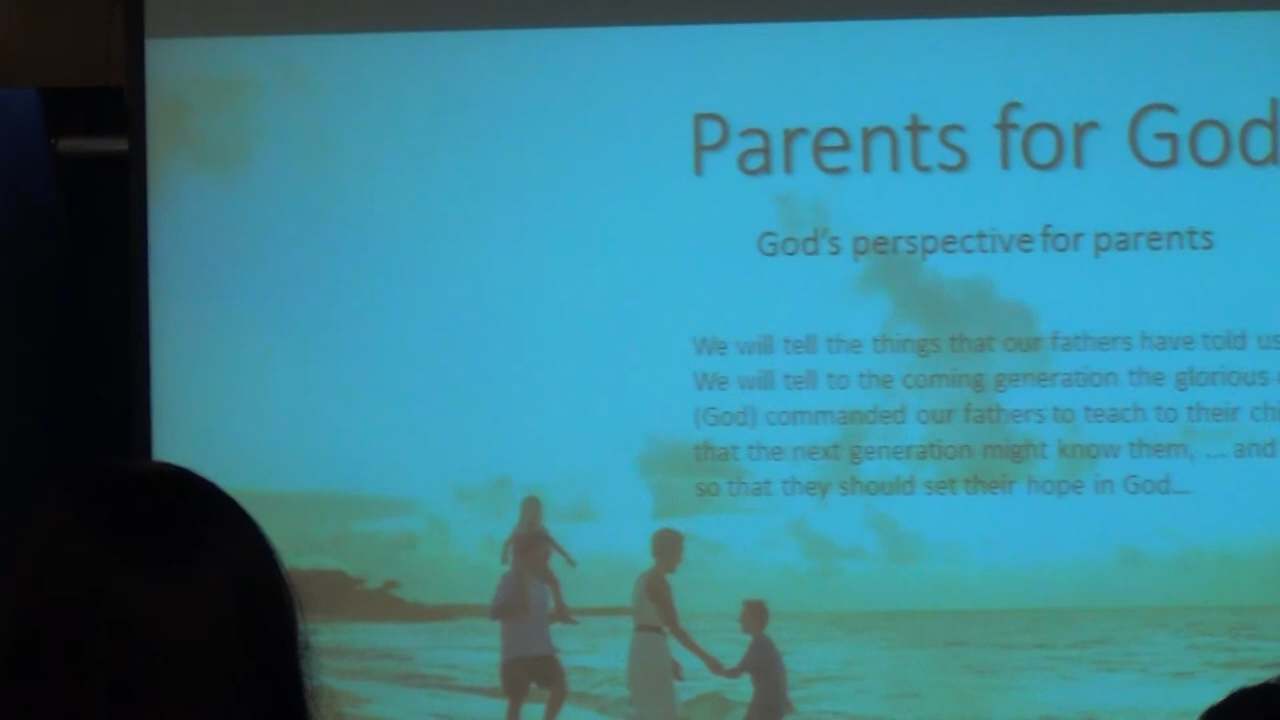 Parents for God
God's perspective for parents
We will tell the things that our fathers have told us
We will tell to the coming generation the glorious
(God) commanded our fathers to teach to their
that the next generation might know them, ... and
so that they should set their hope in God...